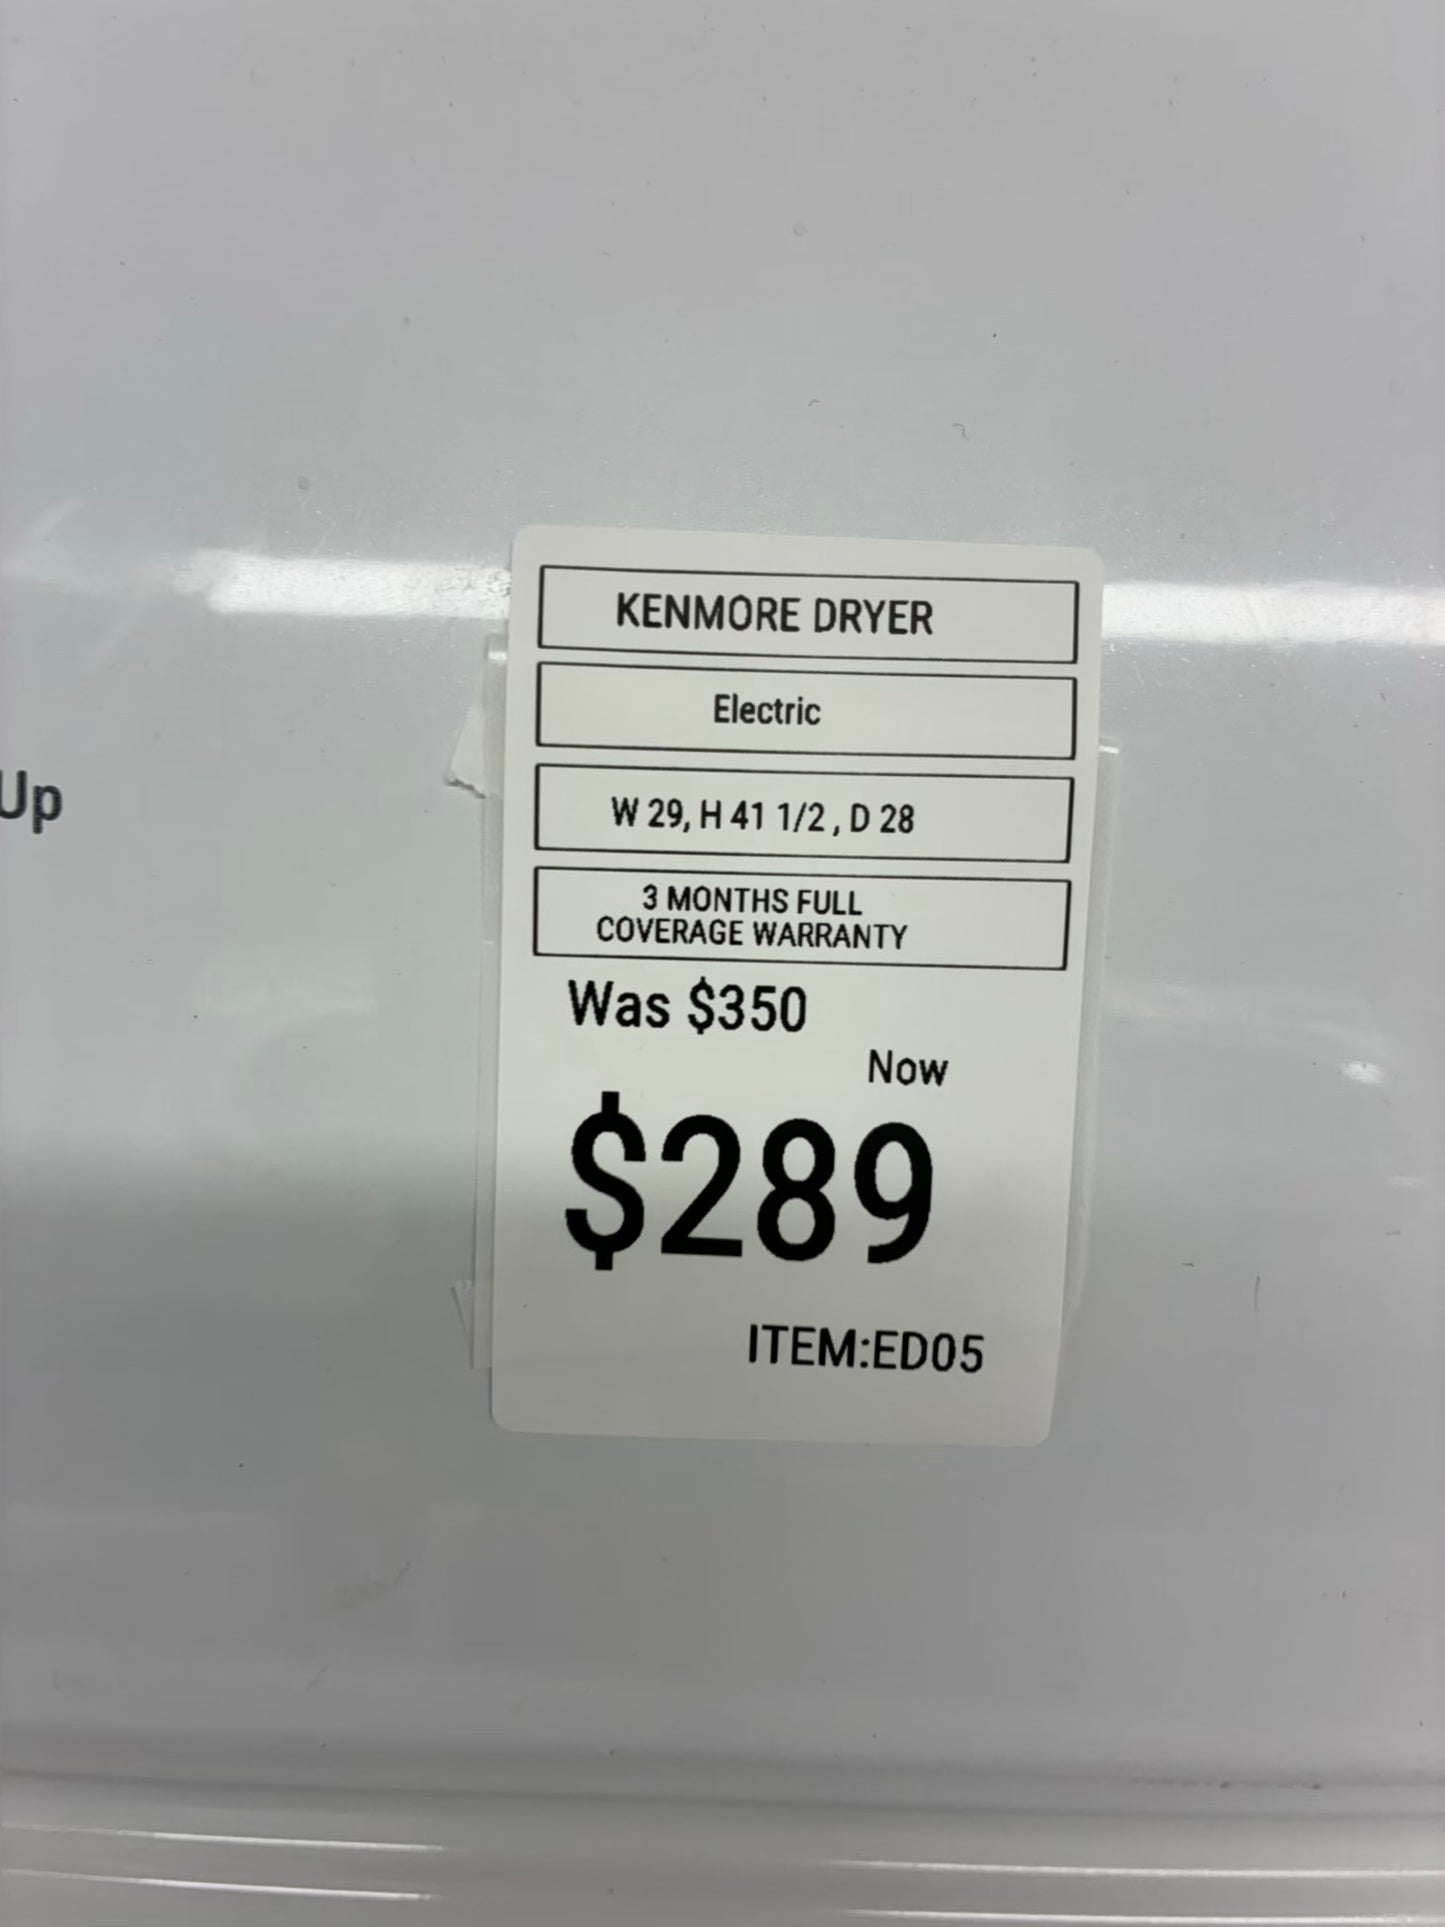 Up
KENMORE DRYER
Electric
W 29, H 41 1/2 , D 28
3 MONTHS FULL
COVERAGE WARRANTY
Was $350
Now
$289
ITEM:ED05